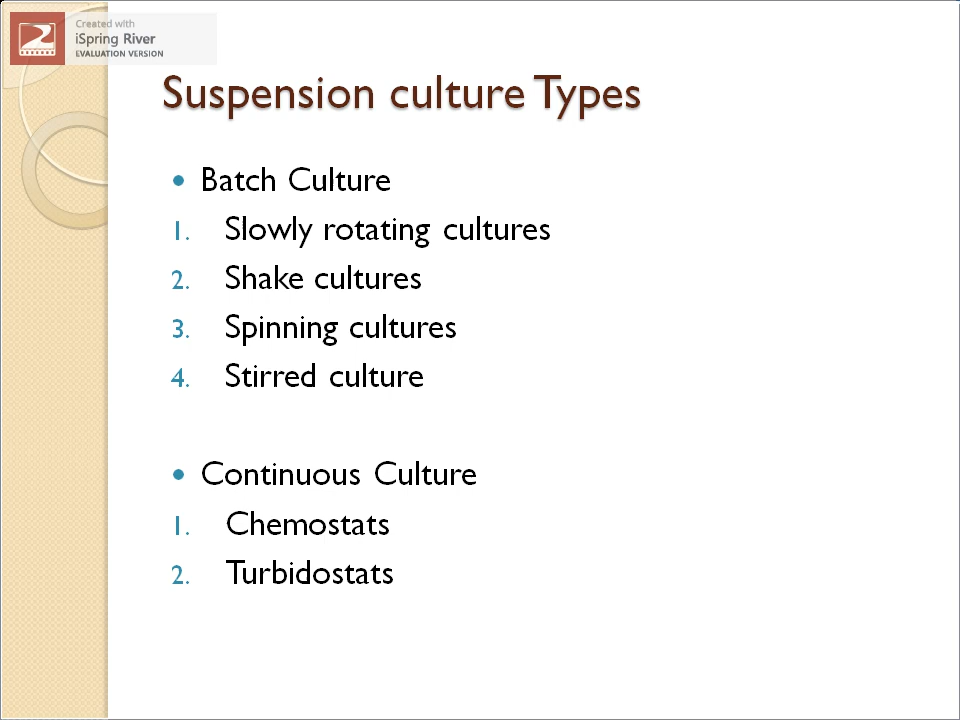 Created with
iSpring River
EVALUATION VERSION
Suspension culture Types
• Batch Culture
1. Slowly rotating cultures
2. Shake cultures
3. Spinning cultures
4. Stirred culture
• Continuous Culture
1. Chemostats
2. Turbidostats